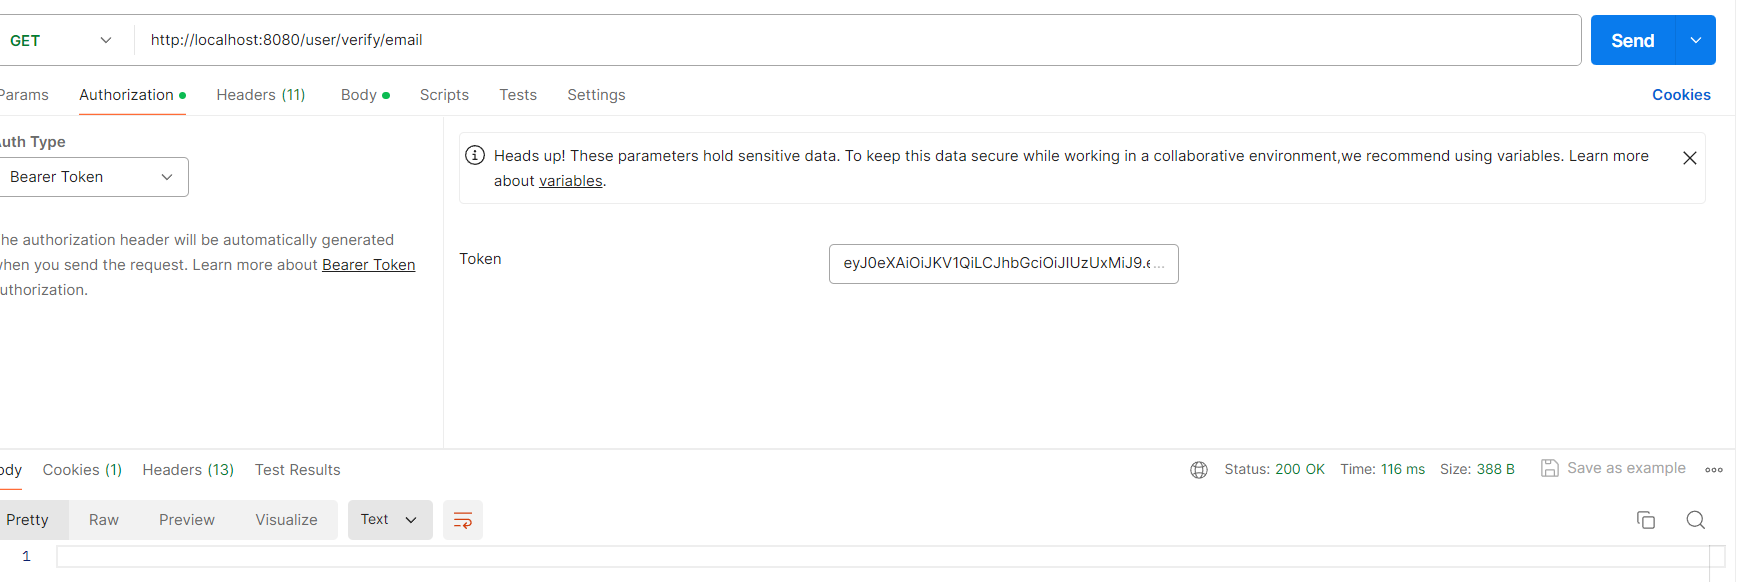 GET http://localhost:8080/user/verify/email Send
Params Authorization Headers (11) Body Scripts Tests Settings Cookies
Auth Type
Bearer Token
The authorization header will be automatically generated
when you send the request. Learn more about Bearer Token
authorization.
Heads up! These parameters hold sensitive data. To keep this data secure while working in a collaborative environment,we recommend using variables. Learn more
about variables.
Token eyJ0eXAiOiJKV1QiLCJhbGciOiJIUzUxMiJ9.e...
Body Cookies (1) Headers (13) Test Results Status: 200 OK Time: 116 ms Size: 388 B Save as example
Pretty Raw Preview Visualize Text
1